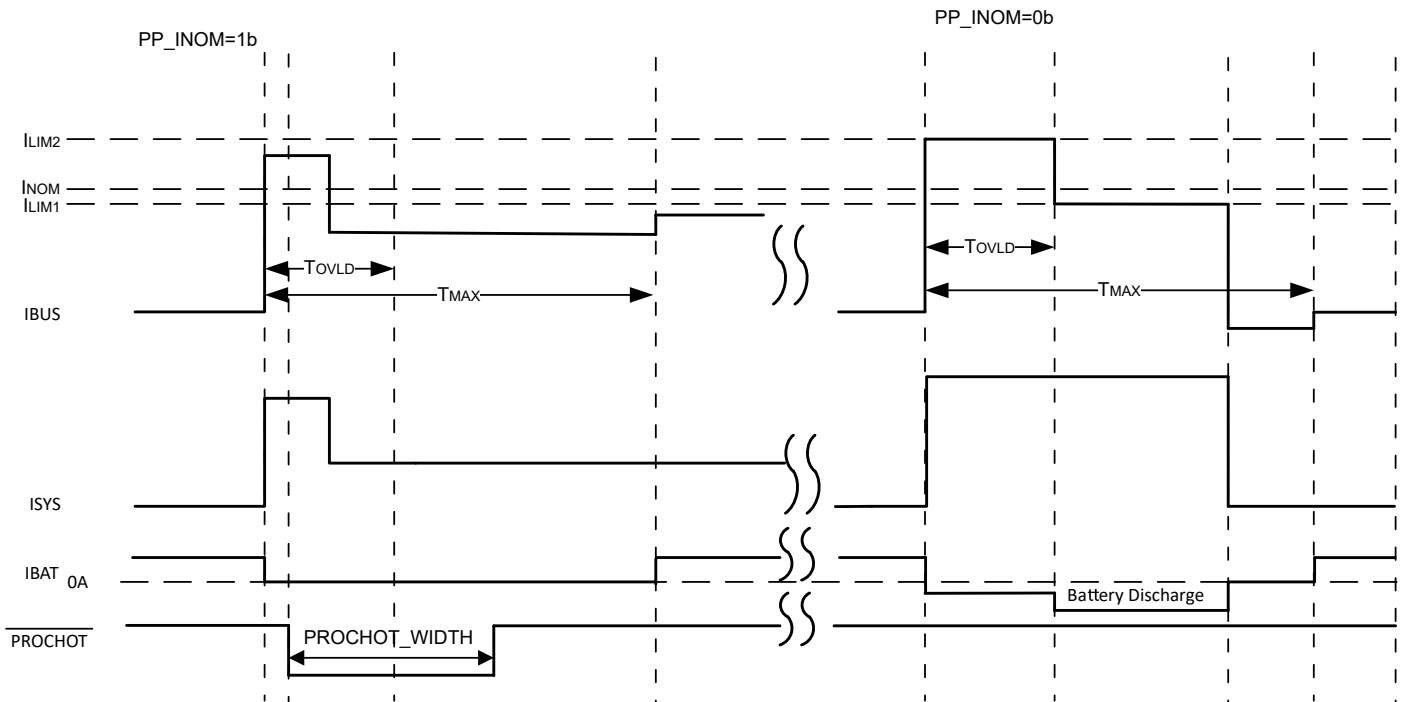 PP_INOM=1b
PP_INOM=0b
ILIM2
INOM
ILIM1
TOVLD
TOVLD
TMAX
TMAX
IBUS
ISYS
IBAT 0A
Battery Discharge
PROCHOT
PROCHOT_WIDTH